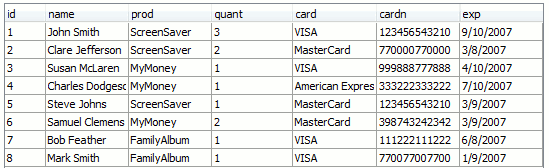 id name prod quant card cardn exp
1 John Smith ScreenSaver 3 VISA 123456543210 9/10/2007
2 Clare Jefferson ScreenSaver 2 MasterCard 770000770000 3/8/2007
3 Susan McLaren MyMoney 1 VISA 999888777888 4/10/2007
4 Charles Dodgesc MyMoney 1 American Expres 333222333222 7/10/2007
5 Steve Johns ScreenSaver 1 MasterCard 123456543210 3/9/2007
6 Samuel Clemens MyMoney 2 MasterCard 398743242342 3/9/2007
7 Bob Feather FamilyAlbum 1 VISA 111222111222 6/8/2007
8 Mark Smith FamilyAlbum 1 VISA 770077007700 1/9/2007